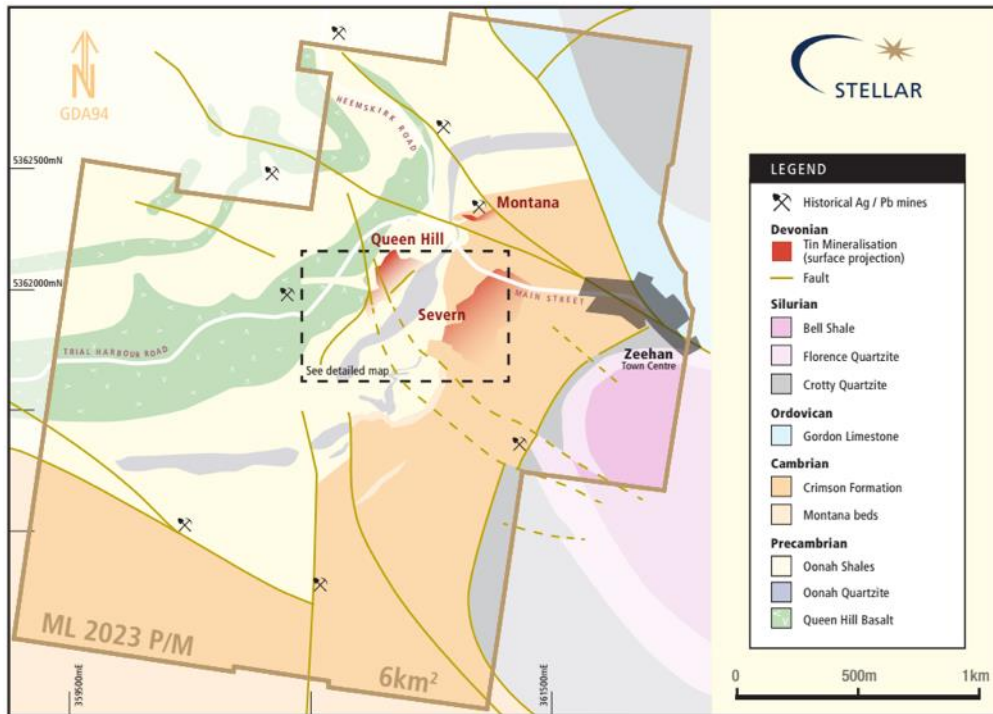 N
GDA94
HEEMSKIRK ROAD
5362500mN
Montana
Queen Hill
5362000mN
MAIN STREET
Severn
TRIAL HARBOUR ROAD
See detailed map
Zeehan
Town Centre
ML 2023 P/M
6km²
359500mE
361500mE
STELLAR
LEGEND
Historical Ag / Pb mines
Devonian
Tin Mineralisation
(surface projection)
Fault
Silurian
Bell Shale
Florence Quartzite
Crotty Quartzite
Ordovican
Gordon Limestone
Cambrian
Crimson Formation
Montana beds
Precambrian
Oonah Shales
Oonah Quartzite
Queen Hill Basalt
0 500m 1km